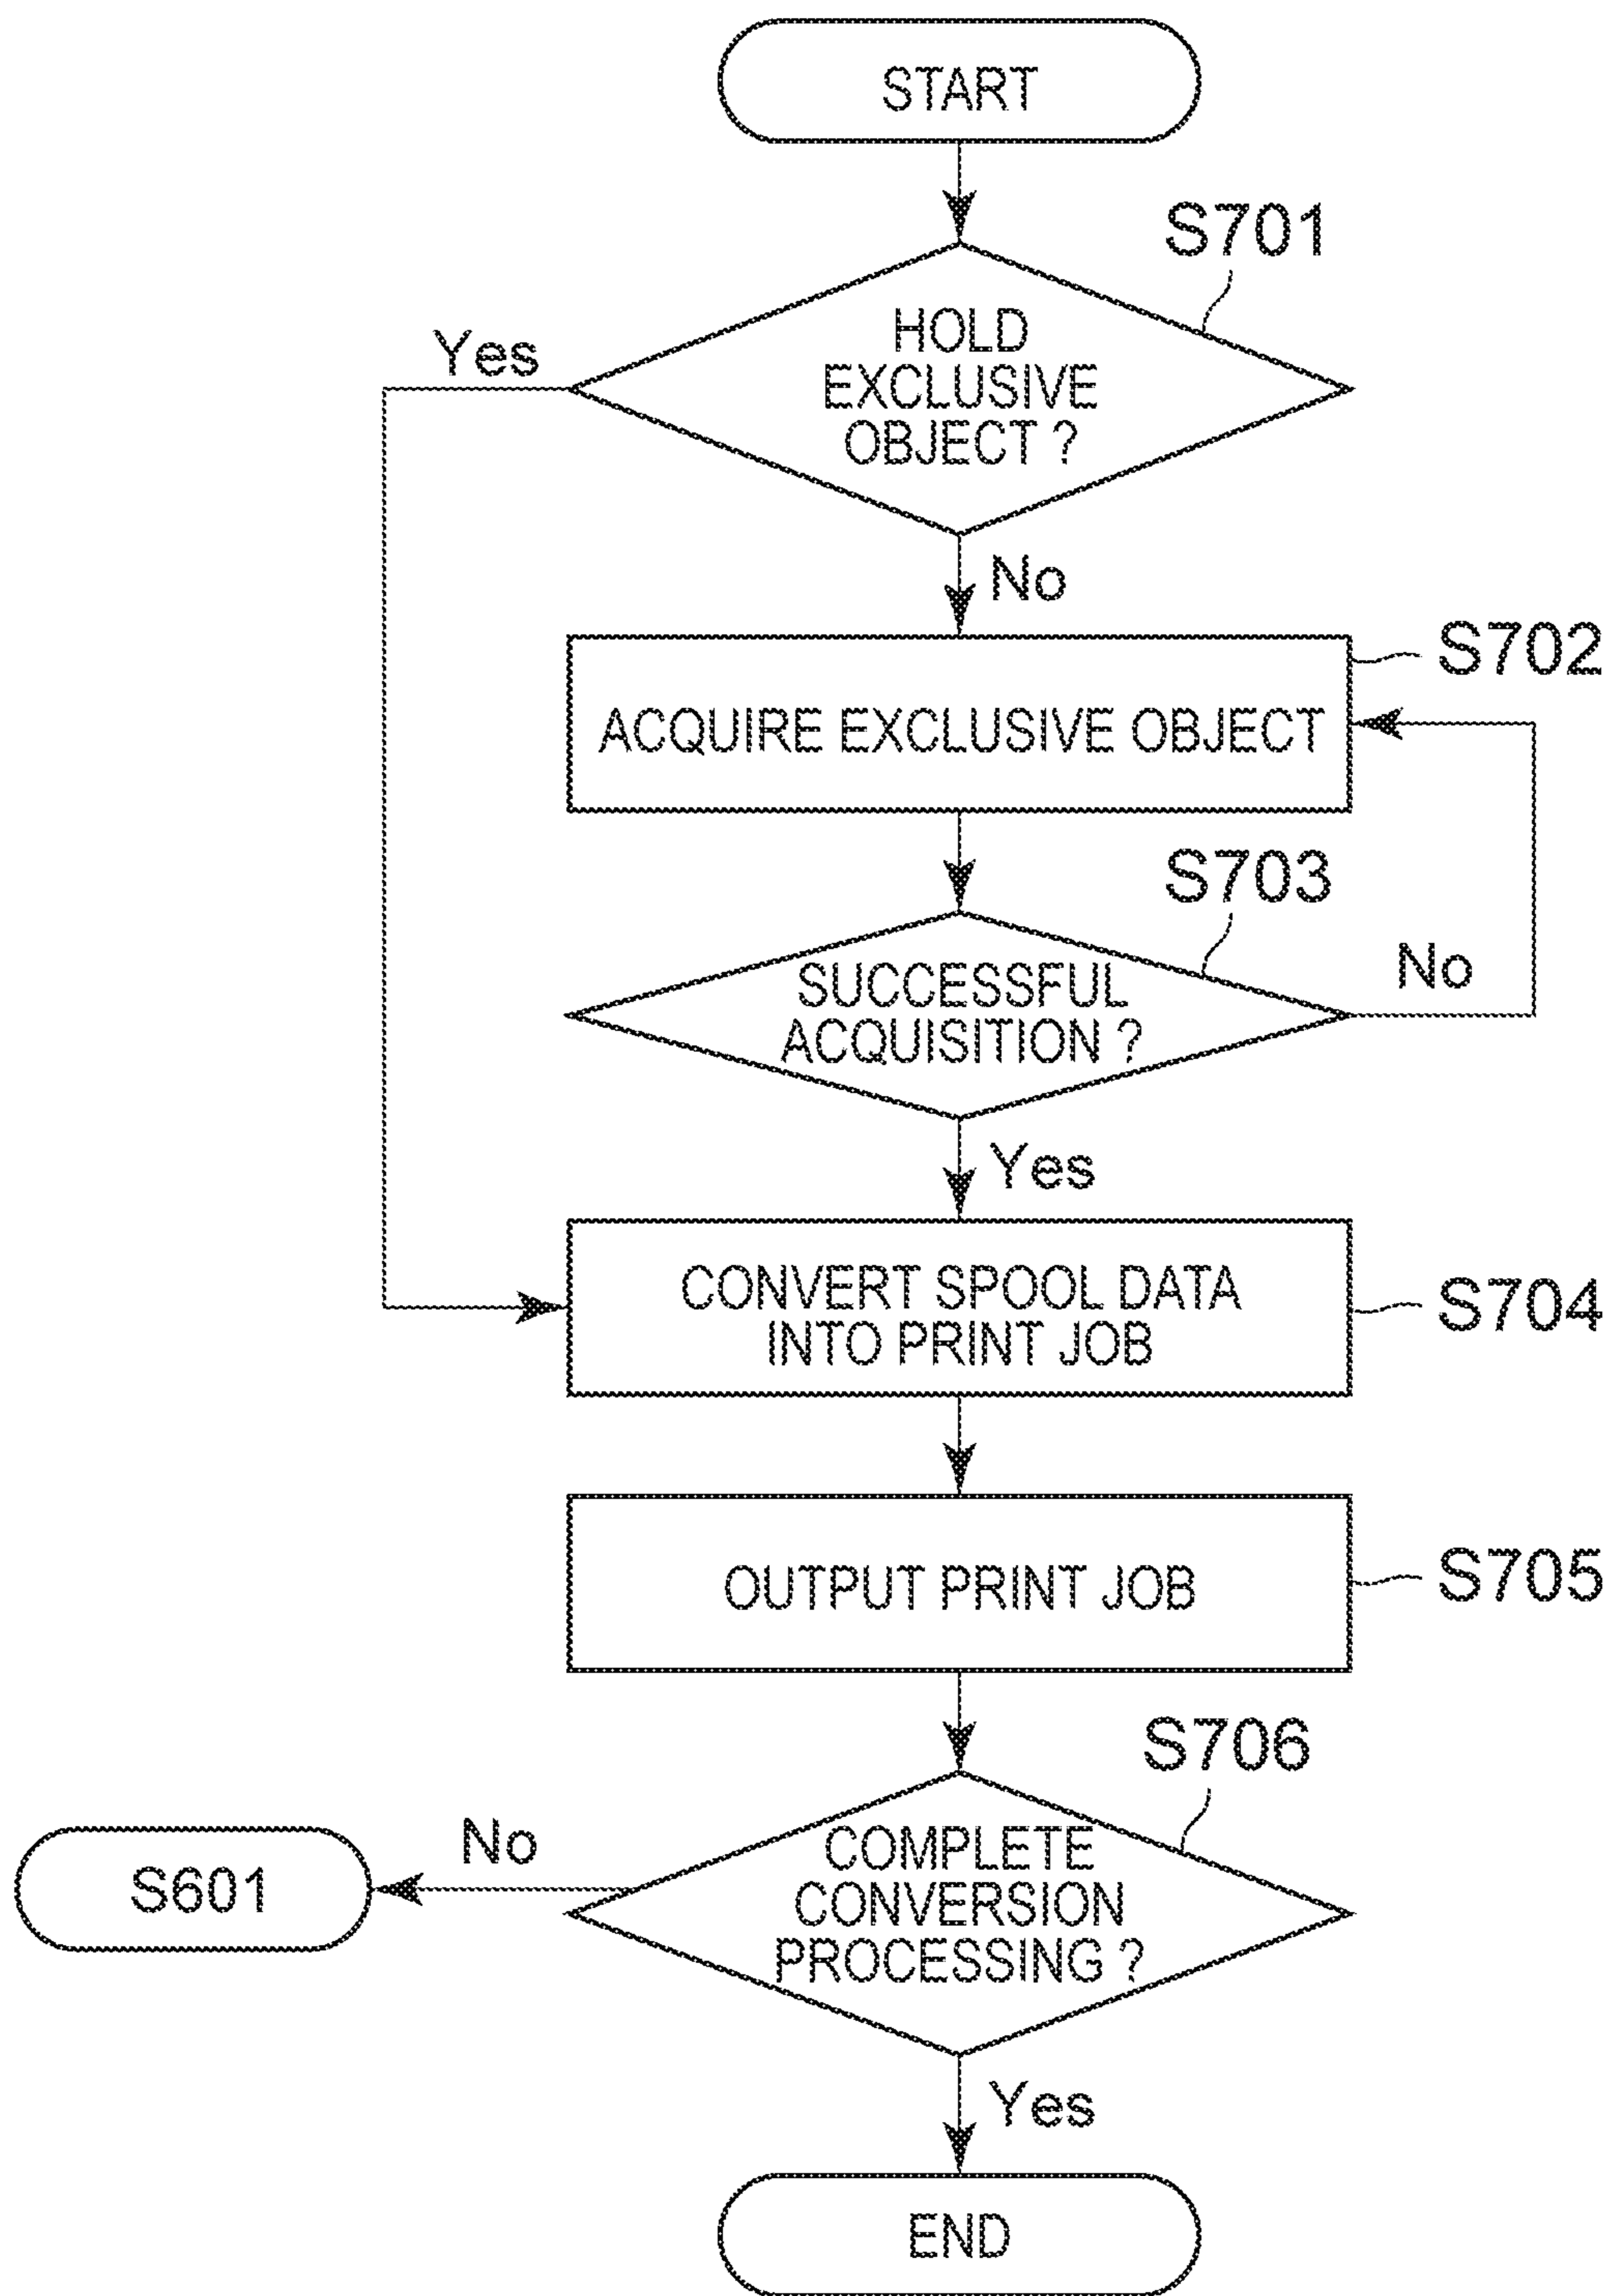 START
S701
HOLD
EXCLUSIVE
OBJECT ?
Yes
No
S702
ACQUIRE EXCLUSIVE OBJECT
S703
SUCCESSFUL
ACQUISITION ?
No
Yes
CONVERT SPOOL DATA
INTO PRINT JOB
S704
OUTPUT PRINT JOB
S705
S706
COMPLETE
CONVERSION
PROCESSING ?
No
S601
Yes
END